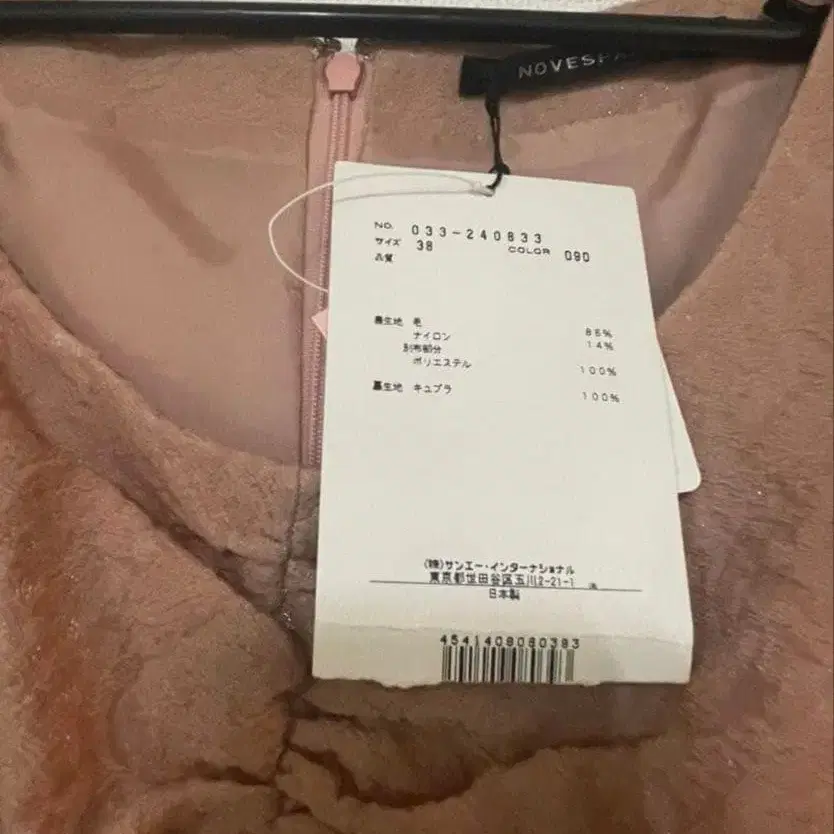 NOVESPA
NO. 033-240833
サイズ 38 COLOR 090
品質
表生地 毛 86%
ナイロン 14%
別布部分
ポリエステル 100%
裏生地 キュプラ 100%
(株)サンエー・インターナショナル
東京都世田谷区玉川2-21-1
日本製
4541409080393